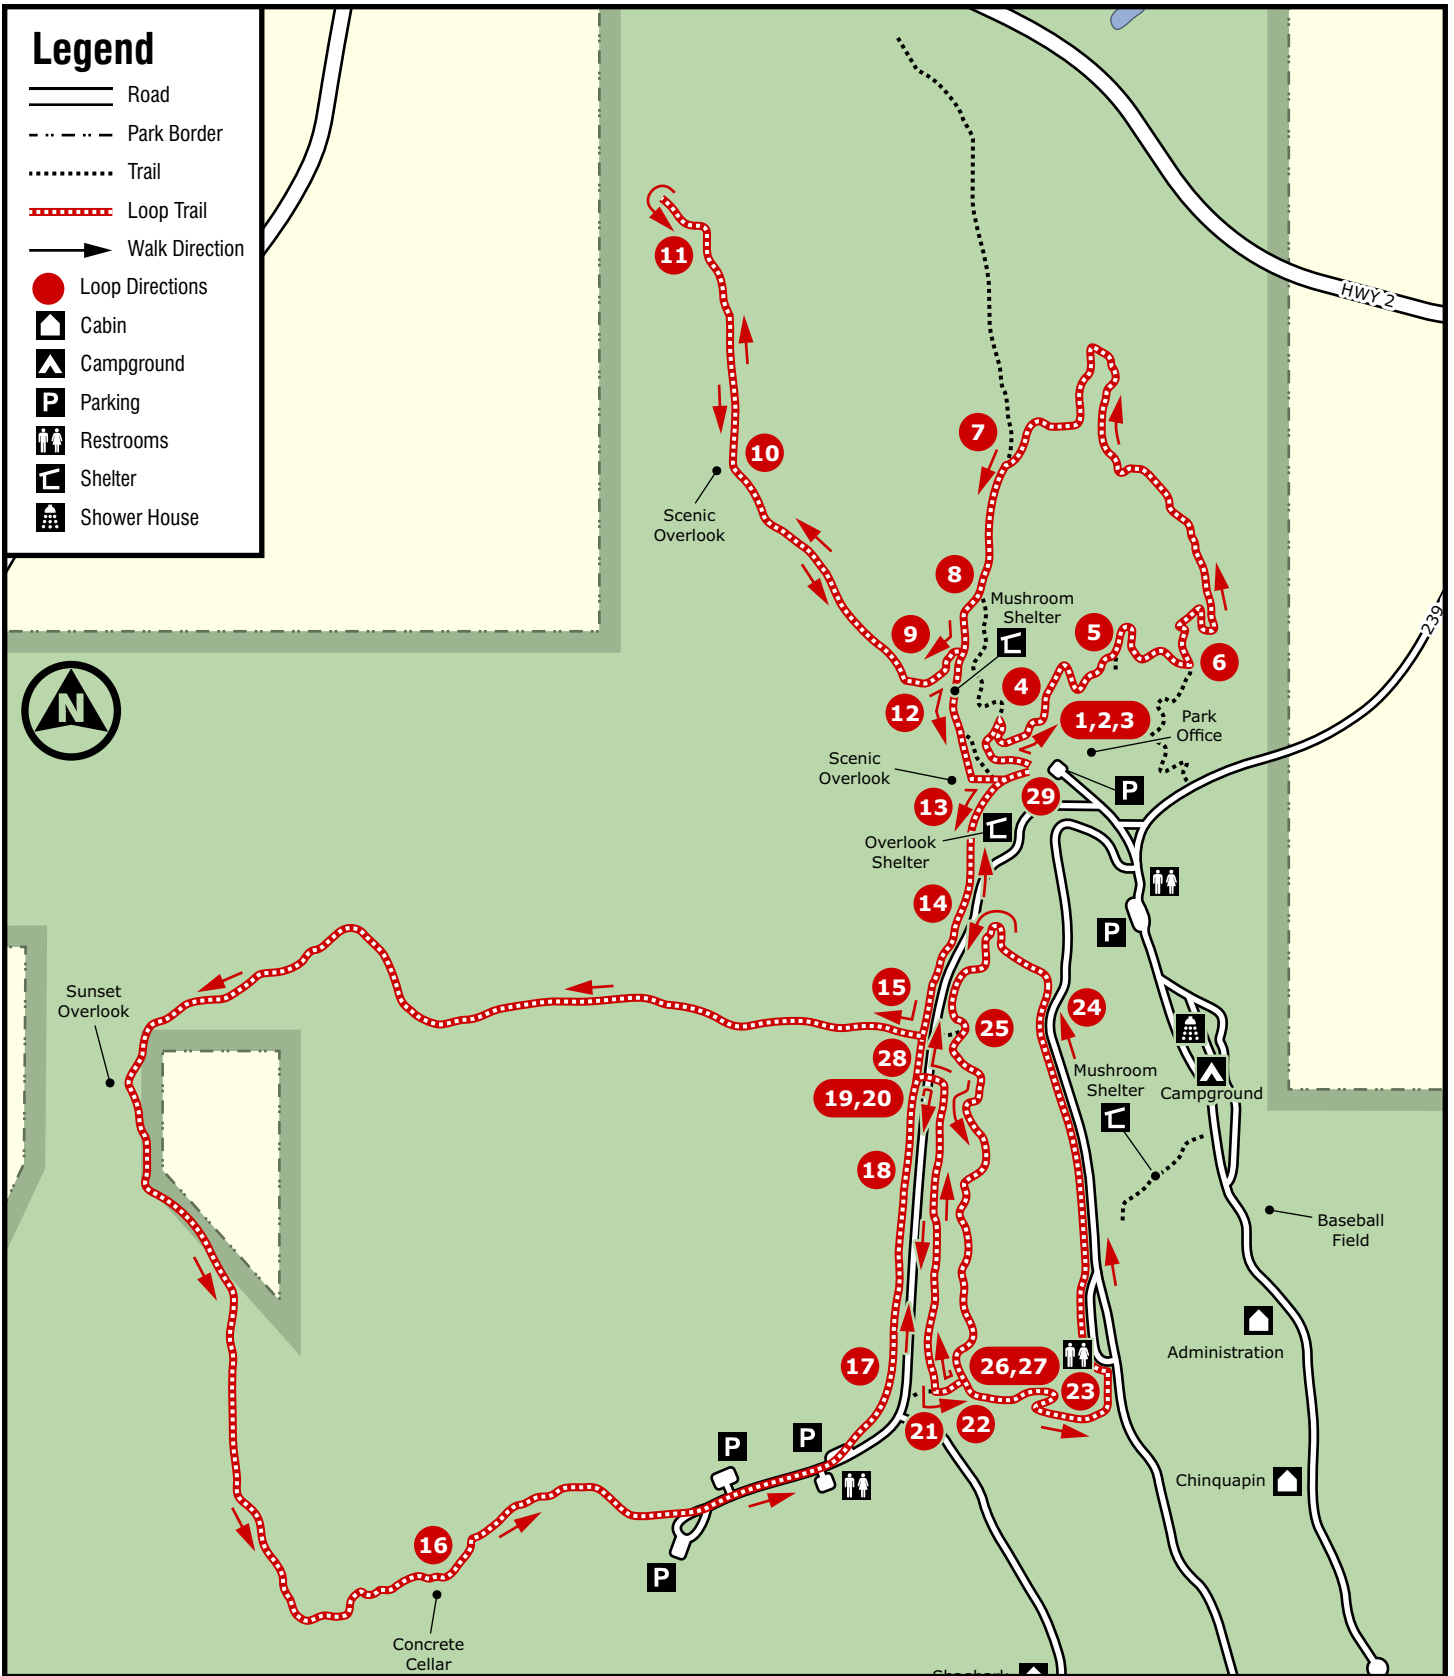 Legend
Road
Park Border
Trail
Loop Trail
Walk Direction
Loop Directions
Cabin
Campground
P Parking
Restrooms
Shelter
Shower House
HWY 2
239
N
11
10
Scenic
Overlook
7
8
Mushroom
Shelter
9
5
6
4
12
1,2,3
Park
Office
Scenic
Overlook
P
29
13
Overlook
Shelter
14
P
15
Sunset
Overlook
24
25
28
Mushroom
Shelter
Campground
19,20
18
Baseball
Field
Administration
17
26,27
23
22
21
P
P
Chinquapin
16
P
Concrete
Cellar